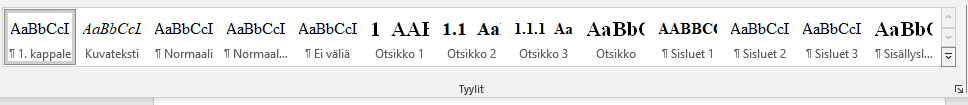 AaBbCcI AaBbCcI AaBbCcI AaBbCcI AaBbCcI 1 AAB 1.1 Aa 1.1.1 Aa AaBb( AABBC( AaBbCcI AaBbCcI AaBb(
¶ 1. kappale Kuvateksti ¶ Normaali ¶ Normaal... ¶ Ei väliä Otsikko 1 Otsikko 2 Otsikko 3 Otsikko ¶ Sisluet 1 ¶ Sisluet 2 ¶ Sisluet 3 ¶ Sisällysl...
Tyylit